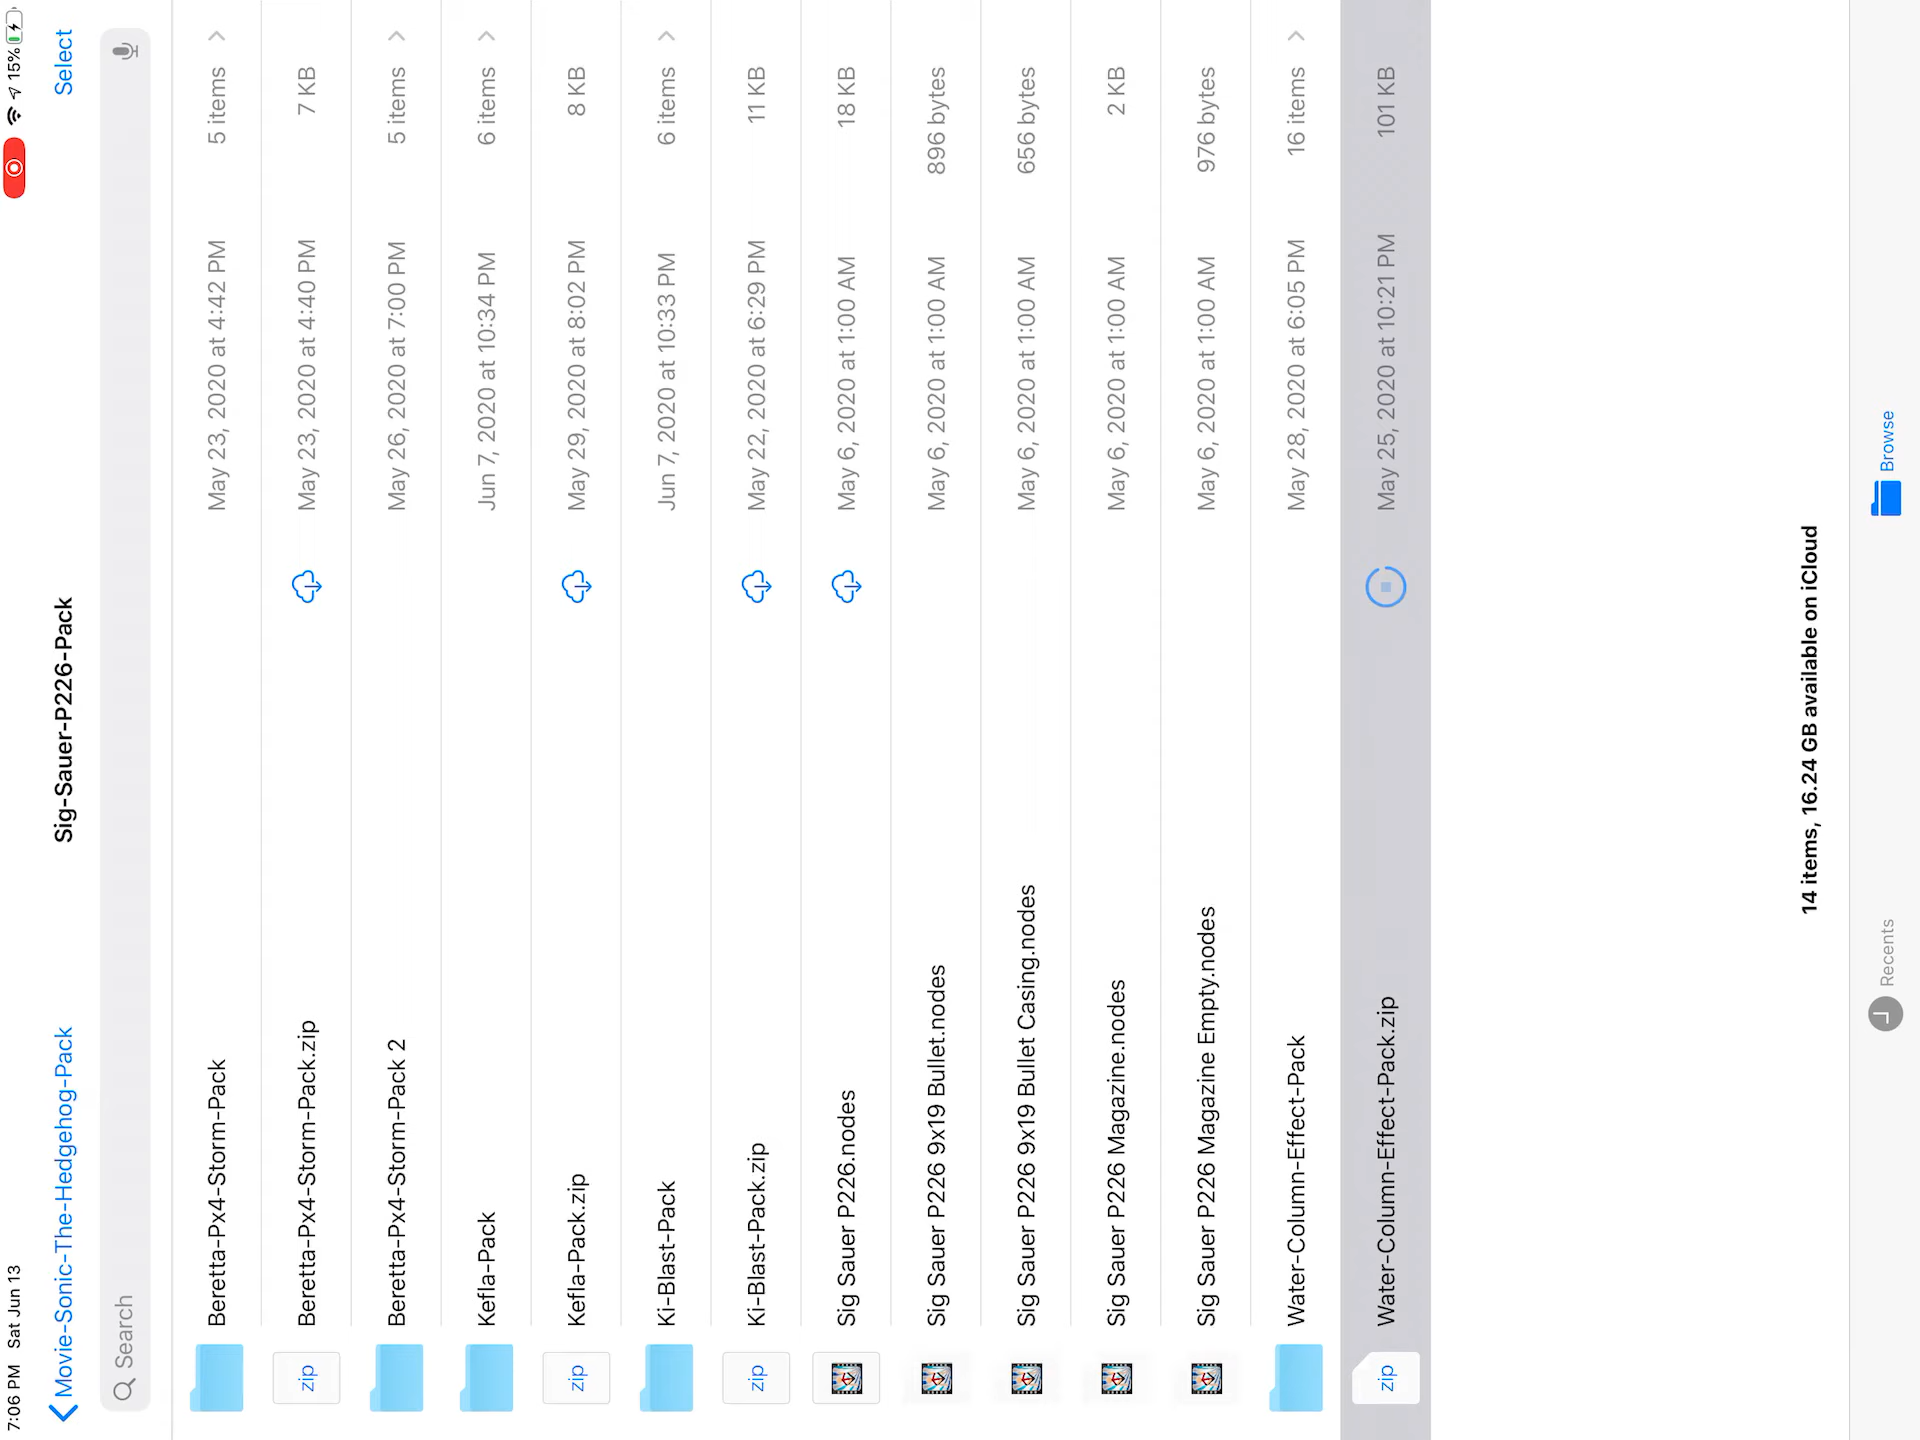 7:06 PM Sat Jun 13 15%
Movie-Sonic-The-Hedgehog-Pack Sig-Sauer-P226-Pack Select
Search
Beretta-Px4-Storm-Pack May 23, 2020 at 4:42 PM 5 items
zip Beretta-Px4-Storm-Pack.zip May 23, 2020 at 4:40 PM 7 KB
Beretta-Px4-Storm-Pack 2 May 26, 2020 at 7:00 PM 5 items
Kefla-Pack Jun 7, 2020 at 10:34 PM 6 items
zip Kefla-Pack.zip May 29, 2020 at 8:02 PM 8 KB
Ki-Blast-Pack Jun 7, 2020 at 10:33 PM 6 items
zip Ki-Blast-Pack.zip May 22, 2020 at 6:29 PM 11 KB
Sig Sauer P226.nodes May 6, 2020 at 1:00 AM 18 KB
Sig Sauer P226 9x19 Bullet.nodes May 6, 2020 at 1:00 AM 896 bytes
Sig Sauer P226 9x19 Bullet Casing.nodes May 6, 2020 at 1:00 AM 656 bytes
Sig Sauer P226 Magazine.nodes May 6, 2020 at 1:00 AM 2 KB
Sig Sauer P226 Magazine Empty.nodes May 6, 2020 at 1:00 AM 976 bytes
Water-Column-Effect-Pack May 28, 2020 at 6:05 PM 16 items
zip Water-Column-Effect-Pack.zip May 25, 2020 at 10:21 PM 101 KB
14 items, 16.24 GB available on iCloud
Recents Browse